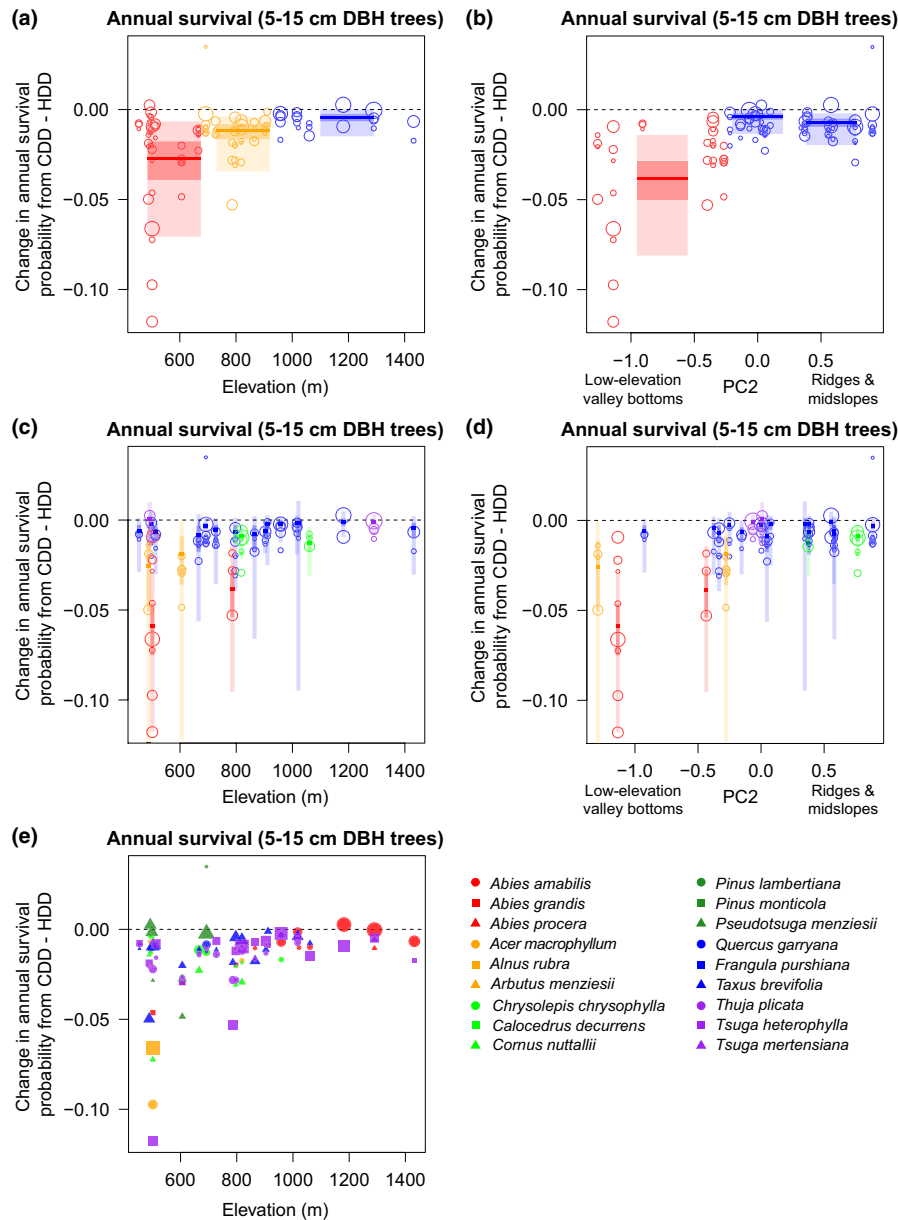 (a) Annual survival (5-15 cm DBH trees)
Change in annual survival
probability from CDD - HDD
0.00
−0.05
−0.10
600 800 1000 1200 1400
Elevation (m)
(b) Annual survival (5-15 cm DBH trees)
Change in annual survival
probability from CDD - HDD
0.00
−0.05
−0.10
−1.0 −0.5 0.0 0.5
Low-elevation
valley bottoms
PC2
Ridges &
midslopes
(c) Annual survival (5-15 cm DBH trees)
Change in annual survival
probability from CDD - HDD
0.00
−0.05
−0.10
600 800 1000 1200 1400
Elevation (m)
(d) Annual survival (5-15 cm DBH trees)
Change in annual survival
probability from CDD - HDD
0.00
−0.05
−0.10
−1.0 −0.5 0.0 0.5
Low-elevation
valley bottoms
PC2
Ridges &
midslopes
(e) Annual survival (5-15 cm DBH trees)
Change in annual survival
probability from CDD - HDD
0.00
−0.05
−0.10
600 800 1000 1200 1400
Elevation (m)
Abies amabilis
Abies grandis
Abies procera
Acer macrophyllum
Alnus rubra
Arbutus menziesii
Chrysolepis chrysophylla
Calocedrus decurrens
Cornus nuttallii
Pinus lambertiana
Pinus monticola
Pseudotsuga menziesii
Quercus garryana
Frangula purshiana
Taxus brevifolia
Thuja plicata
Tsuga heterophylla
Tsuga mertensiana